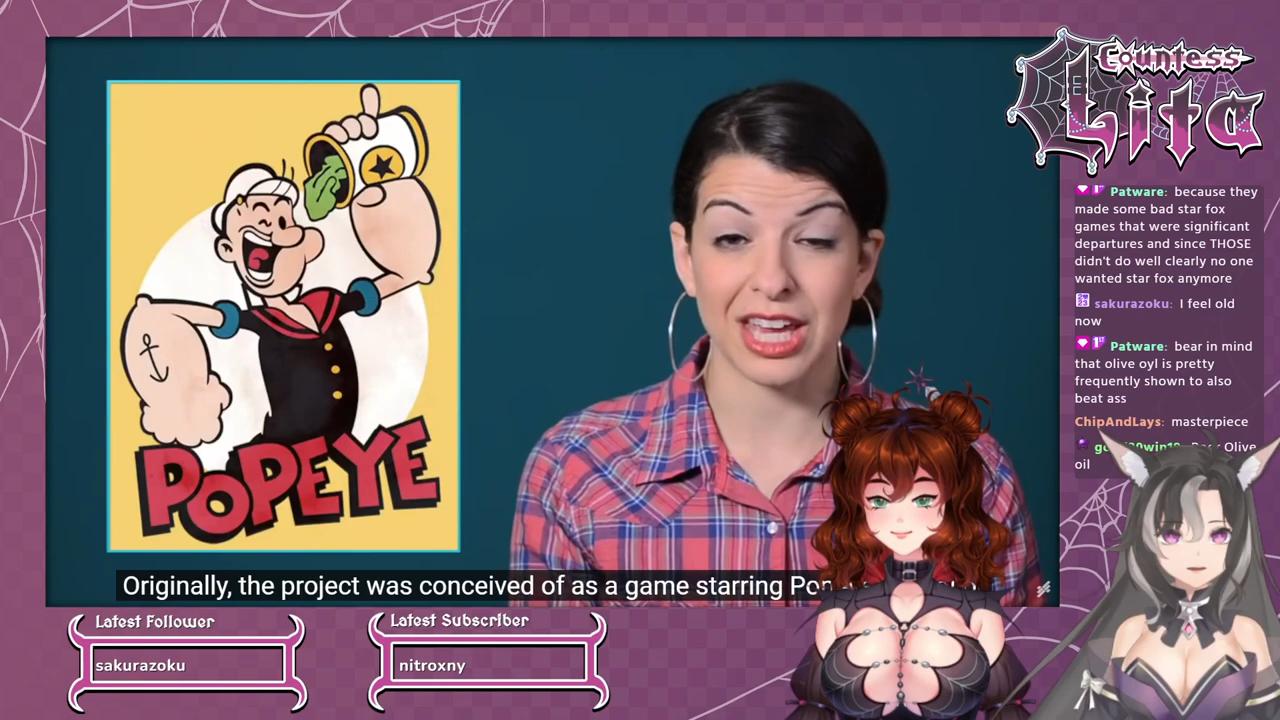 POPEYE
Originally, the project was conceived of as a game starring
Countess
Lita
Patware: because they
made some bad star fox
games that were significant
departures and since THOSE
didn't do well clearly no one
wanted star fox anymore
sakurazoku: I feel old
now
Patware: bear in mind
that olive oyl is pretty
frequently shown to also
beat ass
ChipAndLays: masterpiece
Olive
oil
Latest Follower
sakurazoku
Latest Subscriber
nitroxny